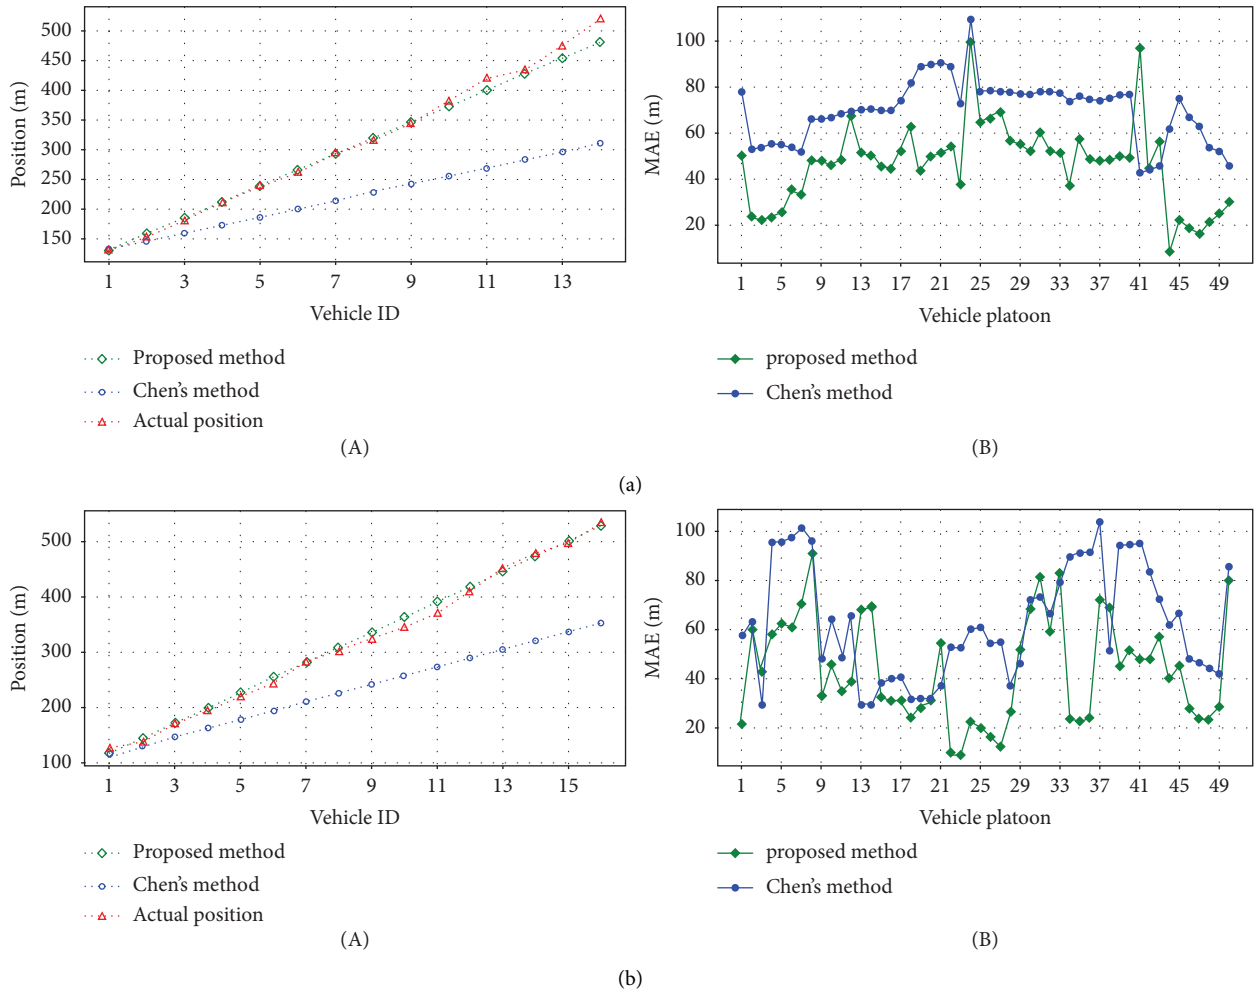 500
450
400
350
300
250
200
150
Position (m)
1 3 5 7 9 11 13
Vehicle ID
Proposed method
Chen's method
Actual position
(A)
100
80
60
40
20
MAE (m)
1 5 9 13 17 21 25 29 33 37 41 45 49
Vehicle platoon
proposed method
Chen's method
(B)
(a)
500
400
300
200
100
Position (m)
1 3 5 7 9 11 13 15
Vehicle ID
Proposed method
Chen's method
Actual position
(A)
100
80
60
40
20
MAE (m)
1 5 9 13 17 21 25 29 33 37 41 45 49
Vehicle platoon
proposed method
Chen's method
(B)
(b)